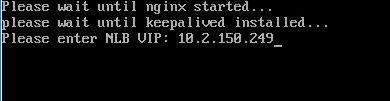 Please wait until nginx started...
please wait until keepalived installed...
Please enter NLB VIP: 10.2.150.249_